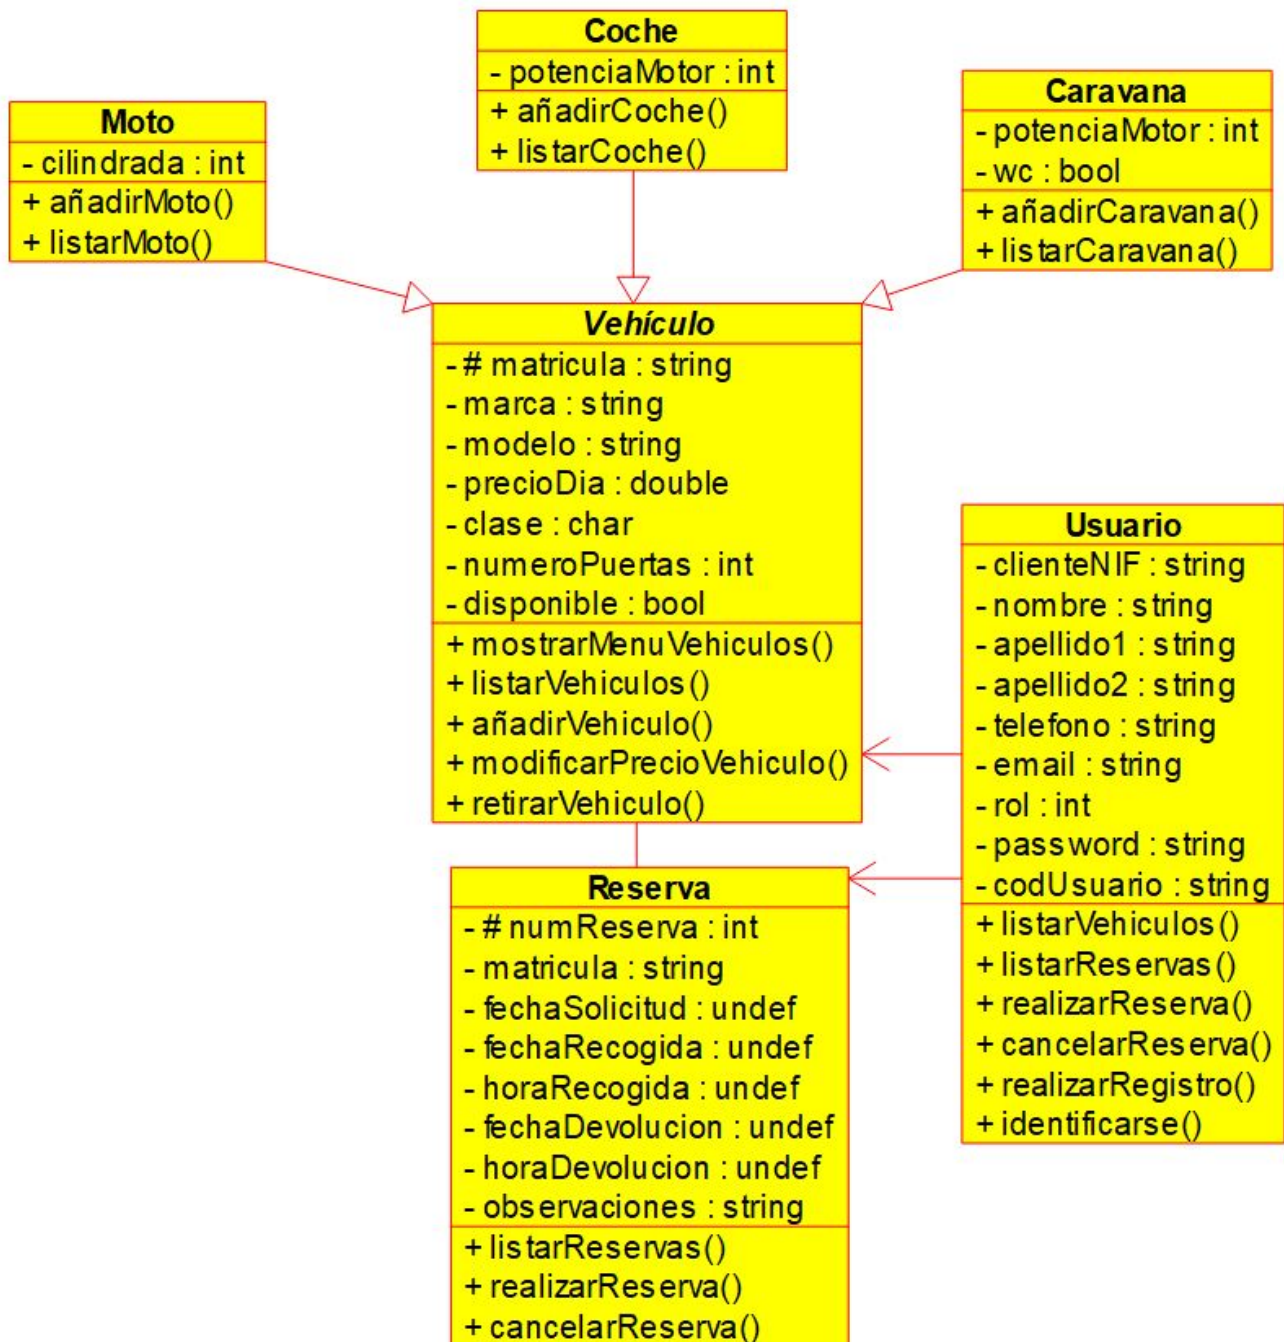 Coche
- potenciaMotor : int
+ añadirCoche()
+ listarCoche()
Moto
- cilindrada : int
+ añadirMoto()
+ listarMoto()
Caravana
- potenciaMotor : int
- wc : bool
+ añadirCaravana()
+ listarCaravana()
Vehículo
- # matricula : string
- marca : string
- modelo : string
- precioDia : double
- clase : char
- numeroPuertas : int
- disponible : bool
+ mostrarMenuVehiculos()
+ listarVehiculos()
+ añadirVehiculo()
+ modificarPrecioVehiculo()
+ retirarVehiculo()
Usuario
- clienteNIF : string
- nombre : string
- apellido1 : string
- apellido2 : string
- telefono : string
- email : string
- rol : int
- password : string
- codUsuario : string
+ listarVehiculos()
+ listarReservas()
+ realizarReserva()
+ cancelarReserva()
+ realizarRegistro()
+ identificarse()
Reserva
- # numReserva : int
- matricula : string
- fechaSolicitud : undef
- fechaRecogida : undef
- horaRecogida : undef
- fechaDevolucion : undef
- horaDevolucion : undef
- observaciones : string
+ listarReservas()
+ realizarReserva()
+ cancelarReserva()